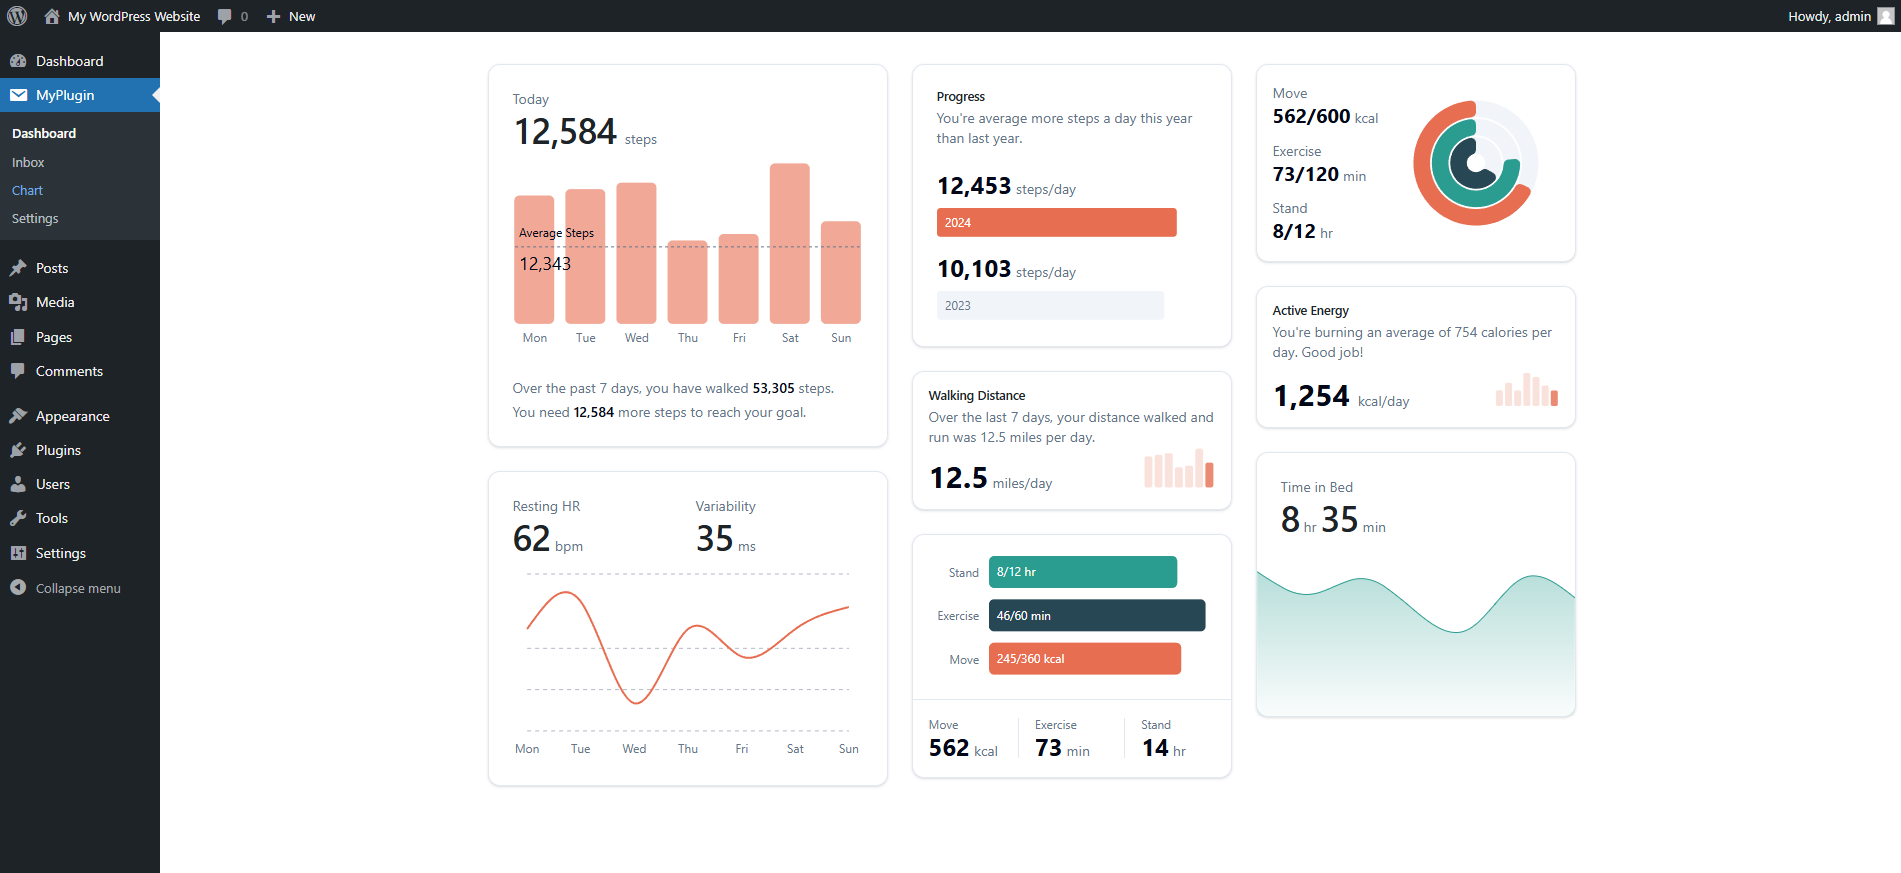 My WordPress Website
0
New
Howdy, admin
Dashboard
MyPlugin
Dashboard
Inbox
Chart
Settings
Posts
Media
Pages
Comments
Appearance
Plugins
Users
Tools
Settings
Collapse menu
Today
12,584 steps
Average Steps
12,343
Mon Tue Wed Thu Fri Sat Sun
Over the past 7 days, you have walked 53,305 steps.
You need 12,584 more steps to reach your goal.
Resting HR
62 bpm
Variability
35 ms
Mon Tue Wed Thu Fri Sat Sun
Progress
You're average more steps a day this year
than last year.
12,453 steps/day
2024
10,103 steps/day
2023
Walking Distance
Over the last 7 days, your distance walked and
run was 12.5 miles per day.
12.5 miles/day
Stand 8/12 hr
Exercise 46/60 min
Move 245/360 kcal
Move
562 kcal
Exercise
73 min
Stand
14 hr
Move
562/600 kcal
Exercise
73/120 min
Stand
8/12 hr
Active Energy
You're burning an average of 754 calories per
day. Good job!
1,254 kcal/day
Time in Bed
8 hr 35 min